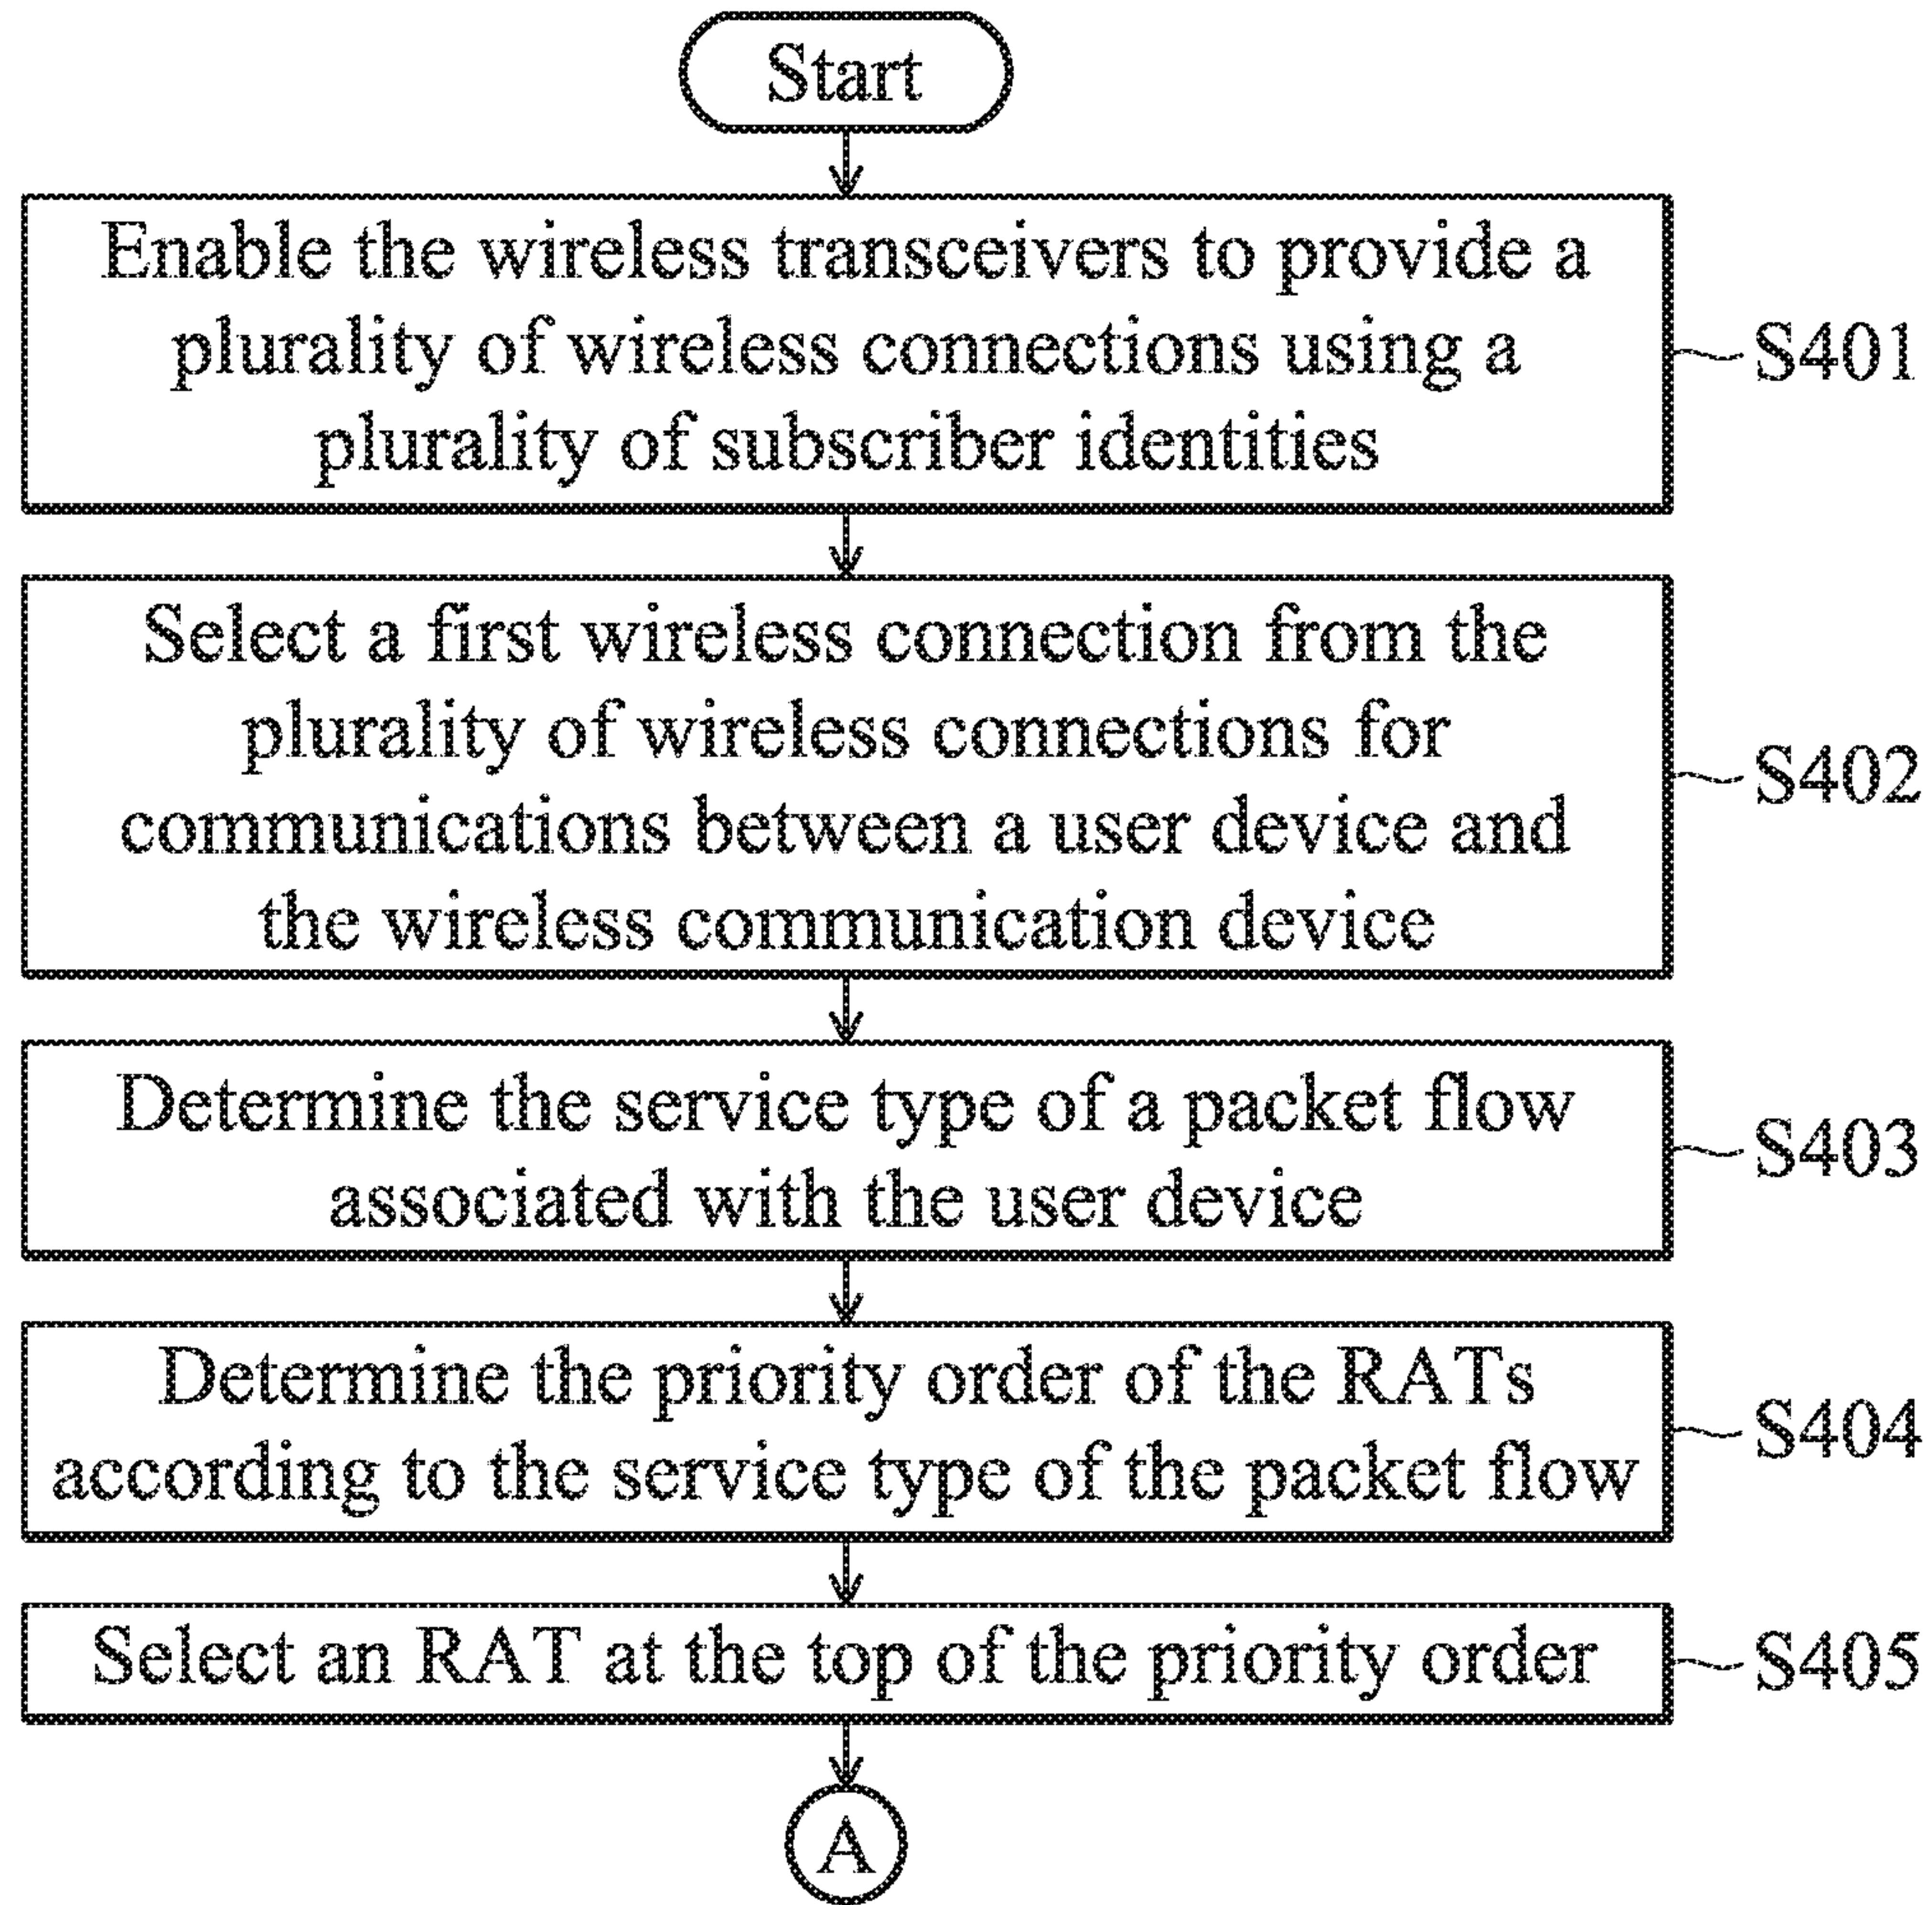 Start
Enable the wireless transceivers to provide a
plurality of wireless connections using a
plurality of subscriber identities
S401
Select a first wireless connection from the
plurality of wireless connections for
communications between a user device and
the wireless communication device
S402
Determine the service type of a packet flow
associated with the user device
S403
Determine the priority order of the RATs
according to the service type of the packet flow
S404
Select an RAT at the top of the priority order
S405
A